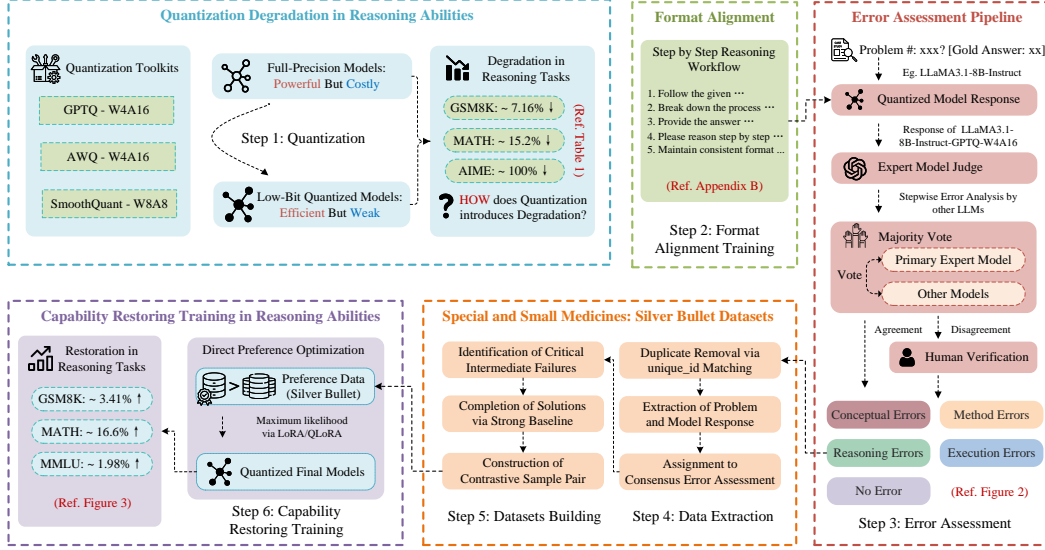 Quantization Degradation in Reasoning Abilities
Quantization Toolkits
GPTQ - W4A16
AWQ - W4A16
SmoothQuant - W8A8
Full-Precision Models:
Powerful But Costly
Step 1: Quantization
Low-Bit Quantized Models:
Efficient But Weak
Degradation in
Reasoning Tasks
GSM8K: ~ 7.16% ↓
MATH: ~ 15.2% ↓
AIME: ~ 100% ↓
(Ref. Table 1)
HOW does Quantization
introduces Degradation?
Format Alignment
Step by Step Reasoning
Workflow
1. Follow the given ···
2. Break down the process ···
3. Provide the answer ···
4. Please reason step by step ···
5. Maintain consistent format ...
(Ref. Appendix B)
Step 2: Format
Alignment Training
Error Assessment Pipeline
Problem #: xxx? [Gold Answer: xx]
Eg. LLaMA3.1-8B-Instruct
Quantized Model Response
Response of LLaMA3.1-
8B-Instruct-GPTQ-W4A16
Expert Model Judge
Stepwise Error Analysis by
other LLMs
Majority Vote
Primary Expert Model
Vote
Other Models
Agreement
Disagreement
Human Verification
Conceptual Errors
Method Errors
Reasoning Errors
Execution Errors
No Error
(Ref. Figure 2)
Step 3: Error Assessment
Special and Small Medicines: Silver Bullet Datasets
Duplicate Removal via
unique_id Matching
Extraction of Problem
and Model Response
Assignment to
Consensus Error Assessment
Step 4: Data Extraction
Identification of Critical
Intermediate Failures
Completion of Solutions
via Strong Baseline
Construction of
Contrastive Sample Pair
Step 5: Datasets Building
Capability Restoring Training in Reasoning Abilities
Direct Preference Optimization
Preference Data
(Silver Bullet)
Maximum likelihood
via LoRA/QLoRA
Quantized Final Models
Step 6: Capability
Restoring Training
Restoration in
Reasoning Tasks
GSM8K: ~ 3.41% ↑
MATH: ~ 16.6% ↑
MMLU: ~ 1.98% ↑
(Ref. Figure 3)